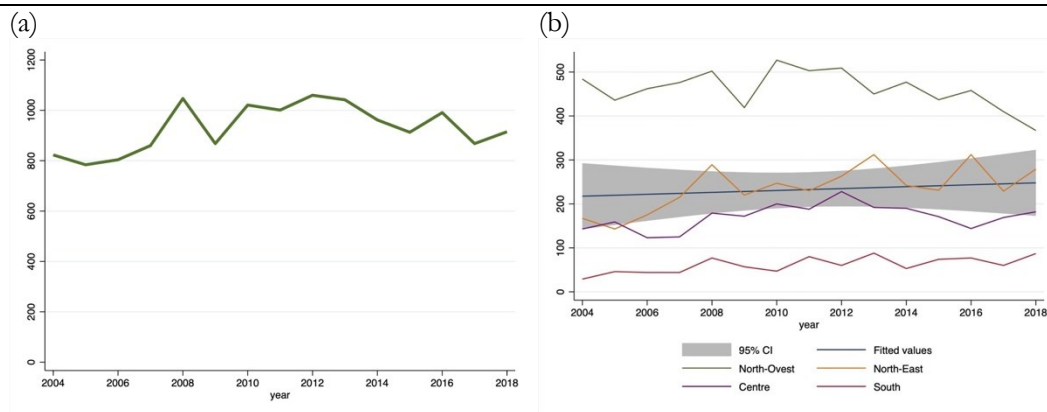 (a)
(b)
1200
1000
800
600
400
200
0
2004 2006 2008 2010 2012 2014 2016 2018
year
500
400
300
200
100
0
2004 2006 2008 2010 2012 2014 2016 2018
year
95% CI Fitted values
North-Ovest North-East
Centre South